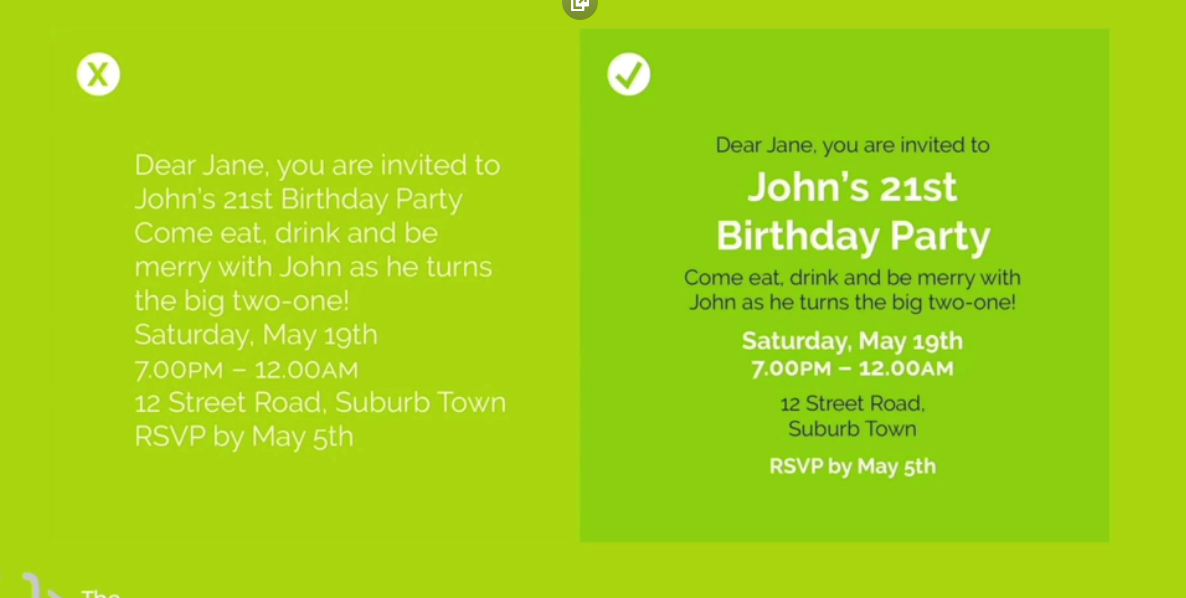 X
Dear Jane, you are invited to
John's 21st Birthday Party
Come eat, drink and be
merry with John as he turns
the big two-one!
Saturday, May 19th
7.00PM – 12.00AM
12 Street Road, Suburb Town
RSVP by May 5th
Dear Jane, you are invited to
John's 21st
Birthday Party
Come eat, drink and be merry with
John as he turns the big two-one!
Saturday, May 19th
7.00PM – 12.00AM
12 Street Road,
Suburb Town
RSVP by May 5th
The